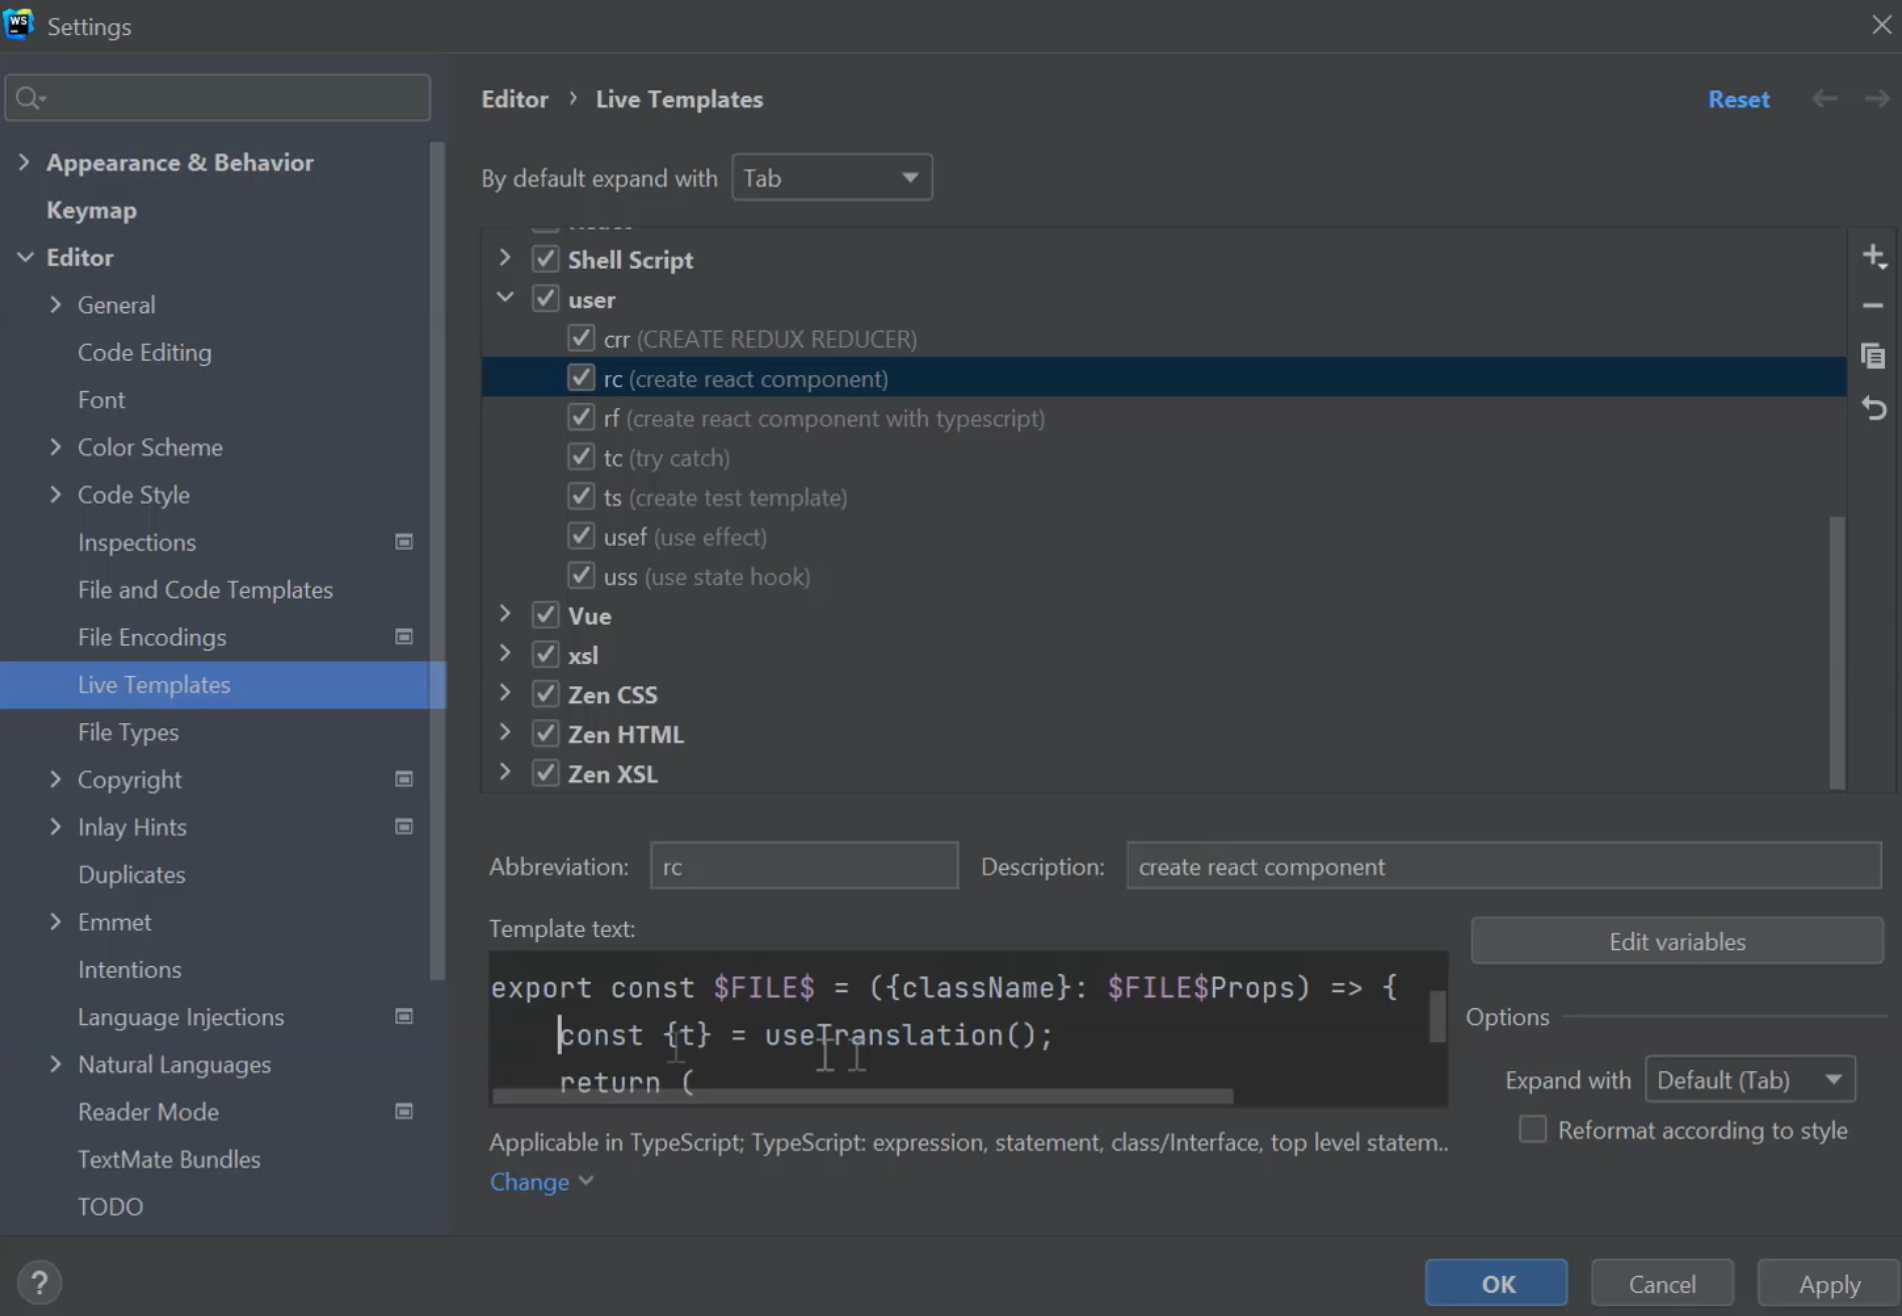 WS Settings
Editor › Live Templates
Reset
By default expand with Tab
Appearance & Behavior
Keymap
Editor
General
Code Editing
Font
Color Scheme
Code Style
Inspections
File and Code Templates
File Encodings
Live Templates
File Types
Copyright
Inlay Hints
Duplicates
Emmet
Intentions
Language Injections
Natural Languages
Reader Mode
TextMate Bundles
TODO
Shell Script
user
crr (CREATE REDUX REDUCER)
rc (create react component)
rf (create react component with typescript)
tc (try catch)
ts (create test template)
usef (use effect)
uss (use state hook)
Vue
xsl
Zen CSS
Zen HTML
Zen XSL
Abbreviation: rc Description: create react component
Template text:
Edit variables
export const $FILE$ = ({className}: $FILE$Props) => {
const {t} = useTranslation();
return (
Options
Expand with Default (Tab)
Reformat according to style
Applicable in TypeScript; TypeScript: expression, statement, class/Interface, top level statem..
Change
?
OK Cancel Apply